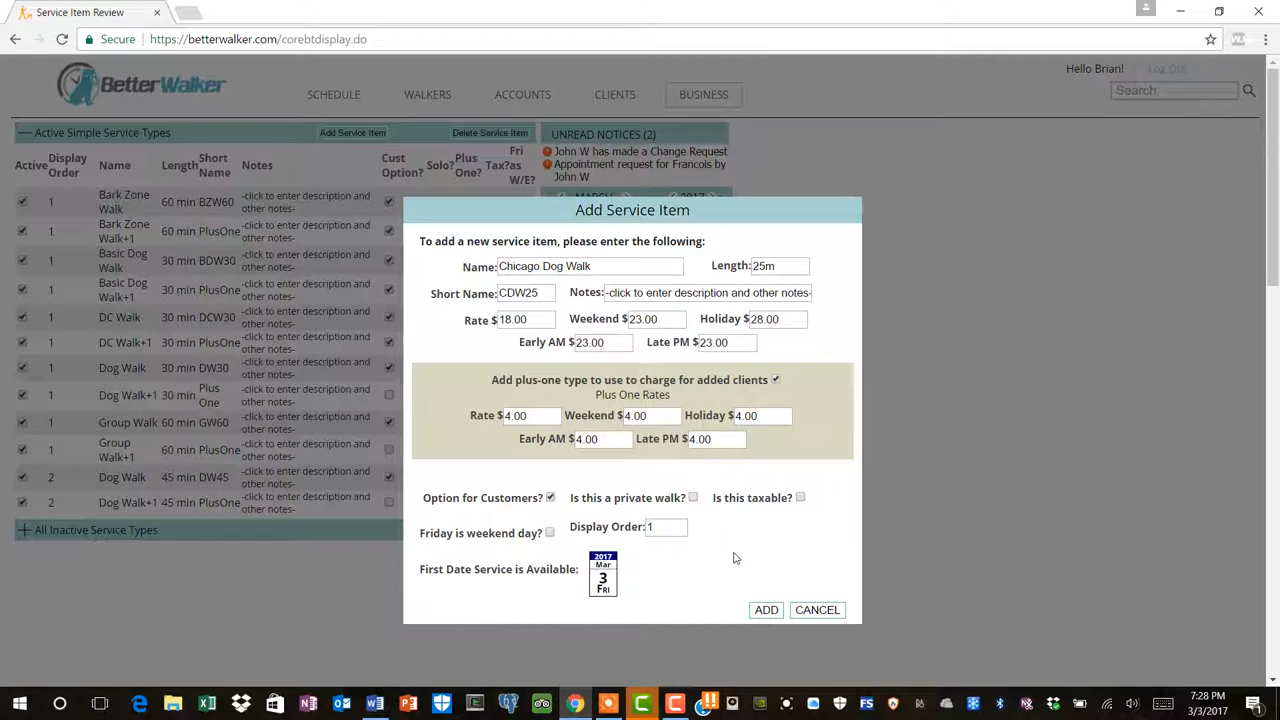 Service Item Review
Secure
https://betterwalker.com/corebtdisplay.do
Hello Brian!
Log Out
BetterWalker
SCHEDULE
WALKERS
ACCOUNTS
CLIENTS
BUSINESS
Search:
Active Simple Service Types
Add Service Item
Delete Service Item
UNREAD NOTICES (2)
John W has made a Change Request
Appointment request for Francois by
John W
MARCH
2017
Active Display Order Name Length Short Name Notes Cust Option? Solo? Plus One? Tax? Fri as W/E?
1 Bark Zone Walk 60 min BZW60 -click to enter description and other notes-
1 Bark Zone Walk+1 60 min PlusOne -click to enter description and other notes-
1 Basic Dog Walk 30 min BDW30 -click to enter description and other notes-
1 Basic Dog Walk+1 30 min PlusOne -click to enter description and other notes-
1 DC Walk 30 min DCW30 -click to enter description and other notes-
1 DC Walk+1 30 min PlusOne -click to enter description and other notes-
1 Dog Walk 30 min DW30 -click to enter description and other notes-
1 Dog Walk+1 30 min Plus One -click to enter description and other notes-
1 Group Walk 60 min GW60 -click to enter description and other notes-
1 Group Walk+1 60 min PlusOne -click to enter description and other notes-
2 Dog Walk 45 min DW45 -click to enter description and other notes-
2 Dog Walk+1 45 min PlusOne -click to enter description and other notes-
All Inactive Service Types
Add Service Item
To add a new service item, please enter the following:
Name: Chicago Dog Walk Length: 25m
Short Name: CDW25 Notes: -click to enter description and other notes-
Rate $ 18.00 Weekend $ 23.00 Holiday $ 28.00
Early AM $ 23.00 Late PM $ 23.00
Add plus-one type to use to charge for added clients
Plus One Rates
Rate $ 4.00 Weekend $ 4.00 Holiday $ 4.00
Early AM $ 4.00 Late PM $ 4.00
Option for Customers? Is this a private walk? Is this taxable?
Friday is weekend day? Display Order: 1
First Date Service is Available:
2017
Mar
3
FRI
ADD
CANCEL
7:28 PM
3/3/2017